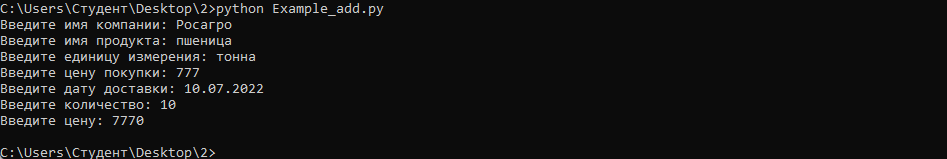 C:\Users\Студент\Desktop\2>python Example_add.py
Введите имя компании: Росагро
Введите имя продукта: пшеница
Введите единицу измерения: тонна
Введите цену покупки: 777
Введите дату доставки: 10.07.2022
Введите количество: 10
Введите цену: 7770
C:\Users\Студент\Desktop\2>